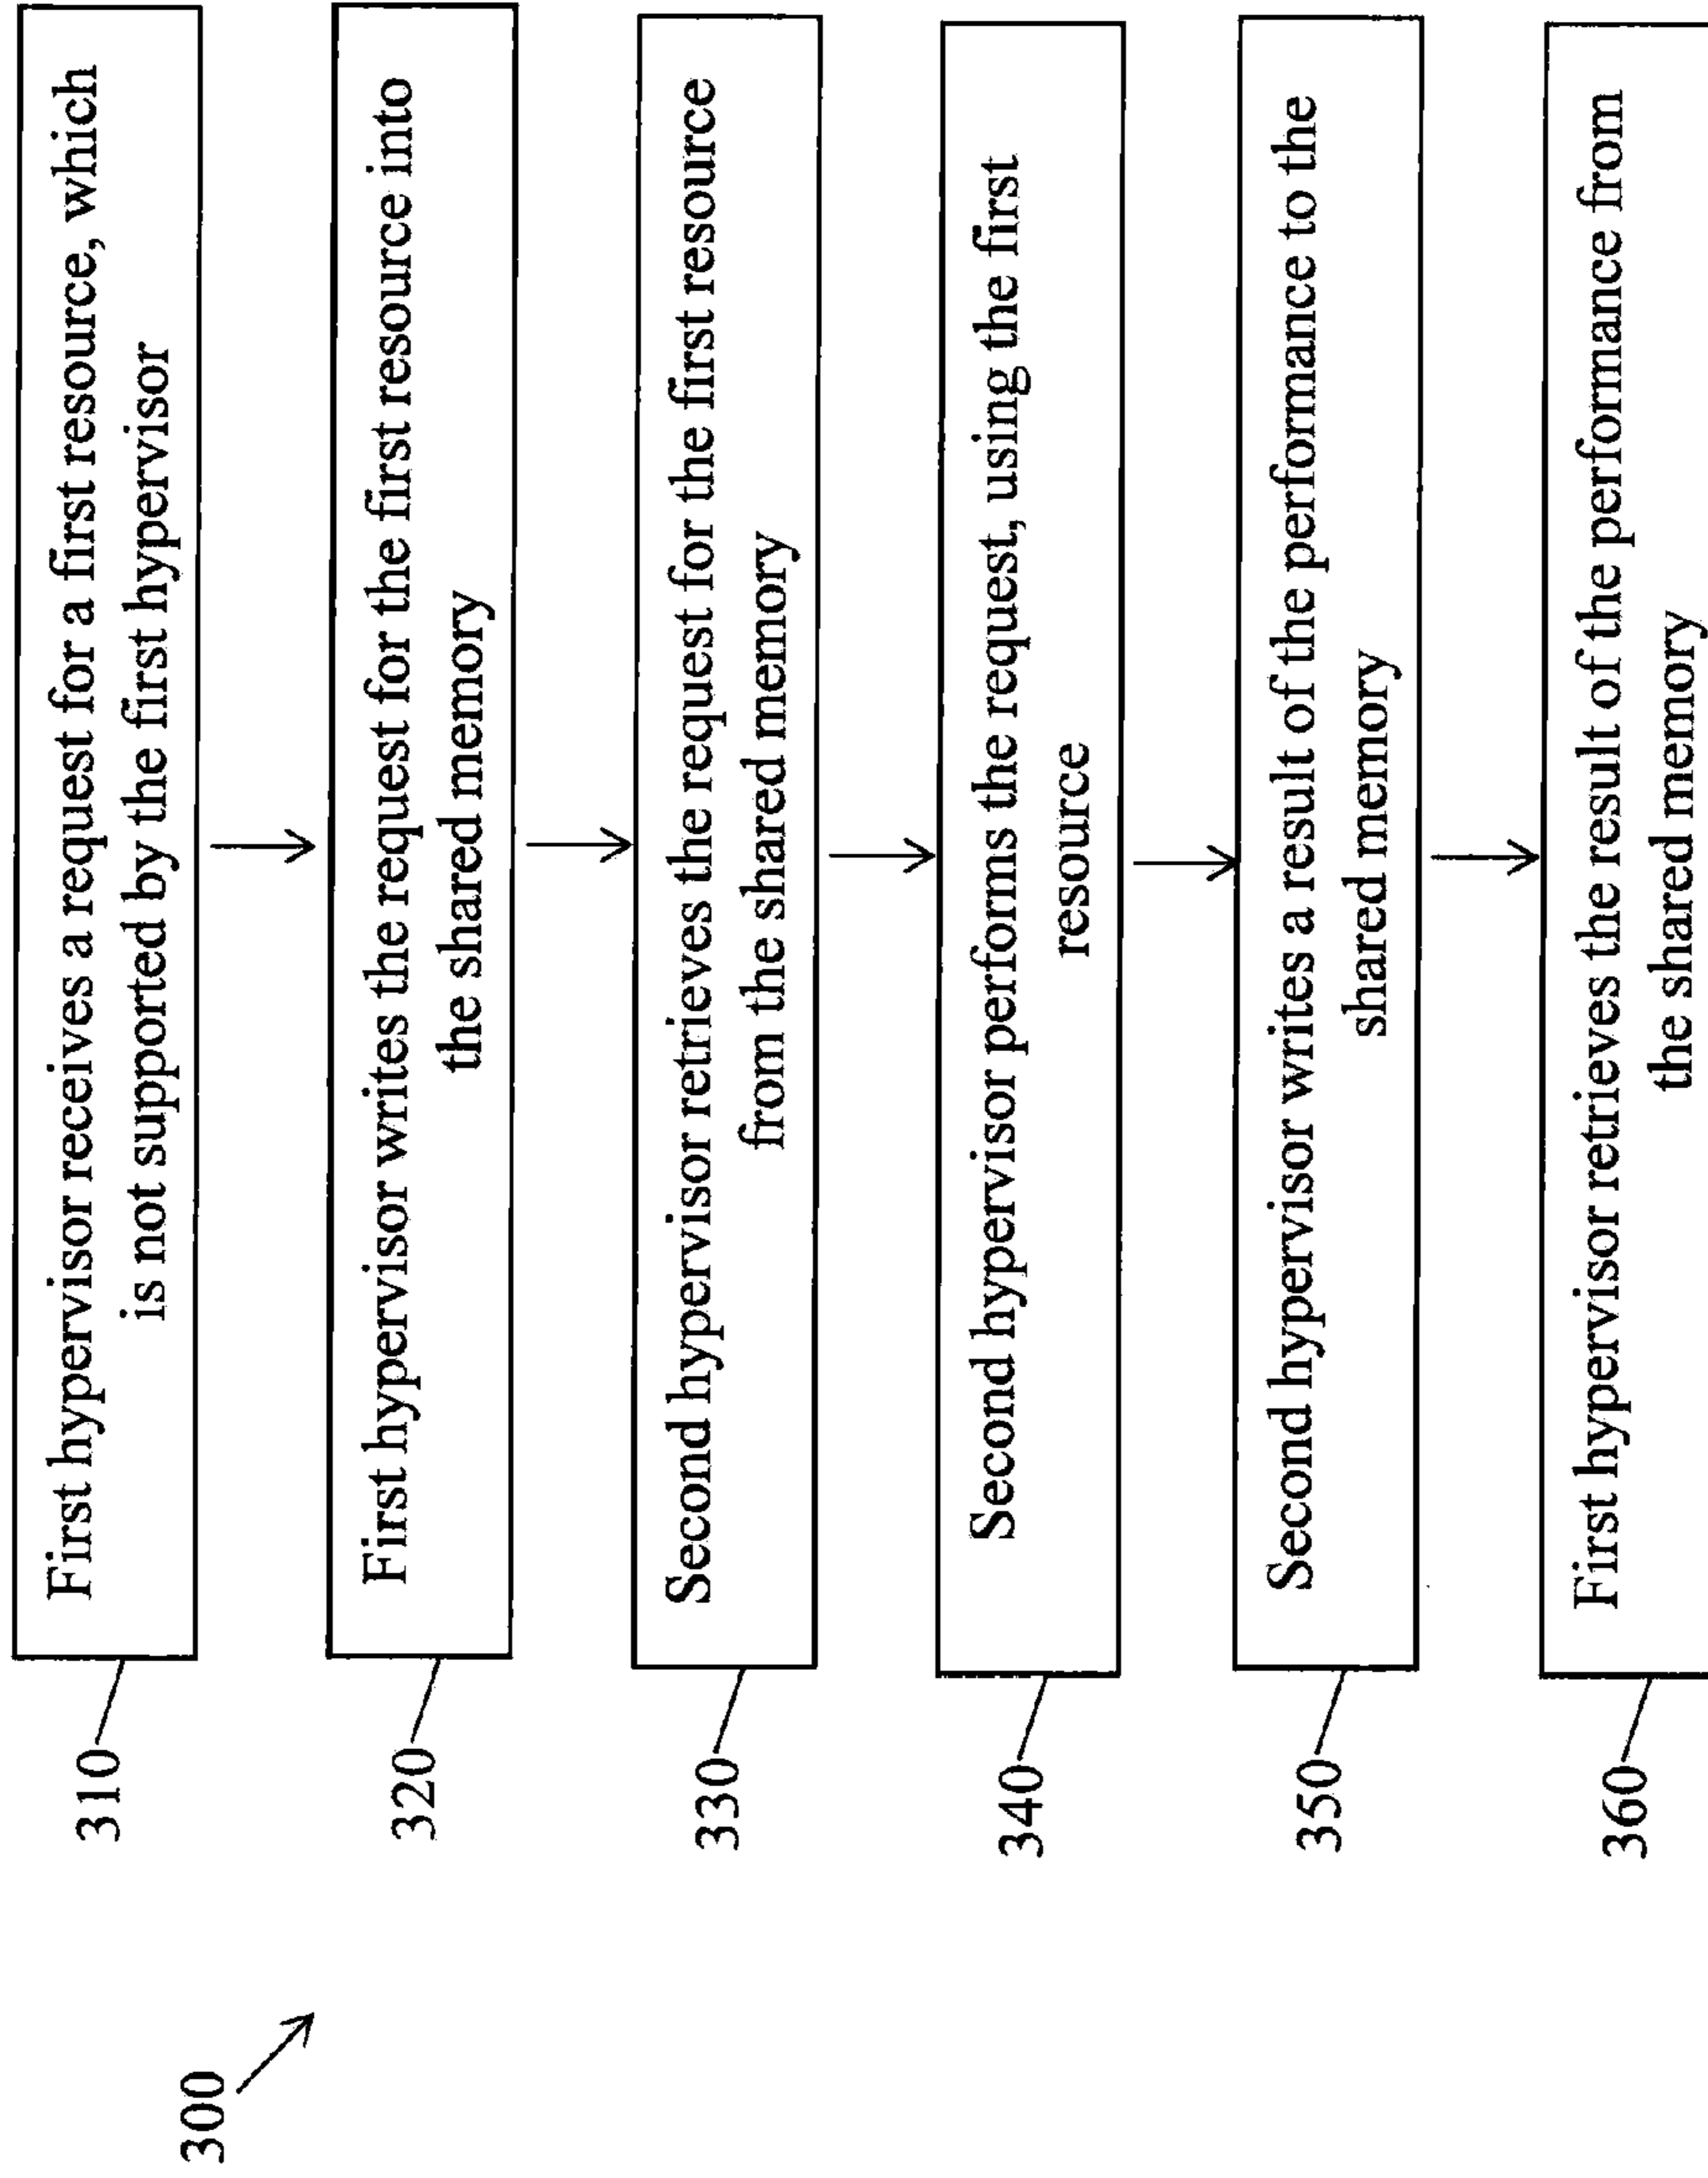 300
310
First hypervisor receives a request for a first resource, which
is not supported by the first hypervisor
320
First hypervisor writes the request for the first resource into
the shared memory
330
Second hypervisor retrieves the request for the first resource
from the shared memory
340
Second hypervisor performs the request, using the first
resource
350
Second hypervisor writes a result of the performance to the
shared memory
360
First hypervisor retrieves the result of the performance from
the shared memory